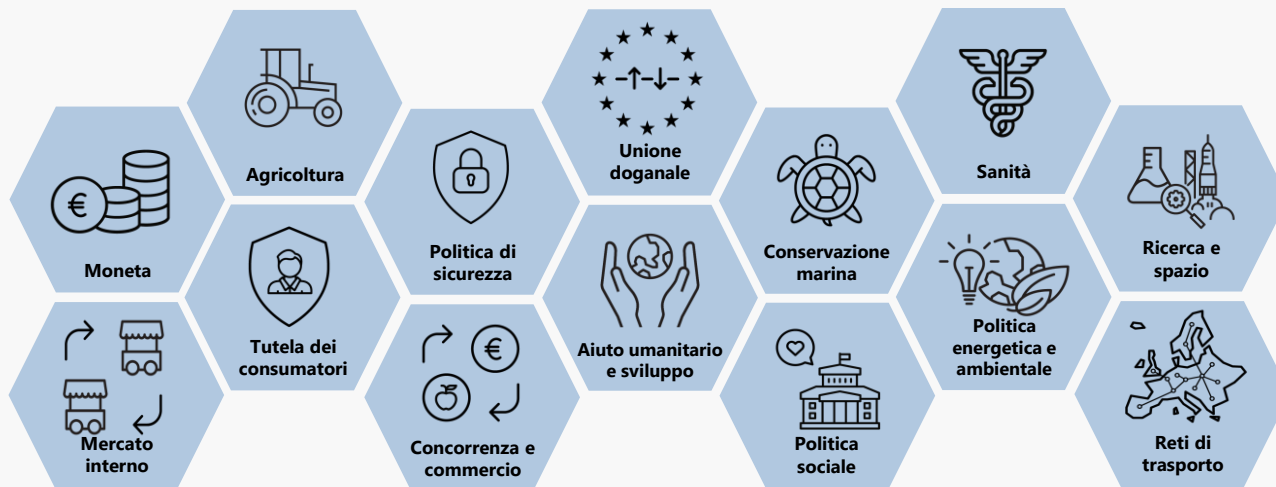 Agricoltura
Unione
doganale
Sanità
Moneta
Politica di
sicurezza
Conservazione
marina
Ricerca e
spazio
Tutela dei
consumatori
Aiuto umanitario
e sviluppo
Politica
energetica e
ambientale
Mercato
interno
Concorrenza e
commercio
Politica
sociale
Reti di
trasporto
€
€